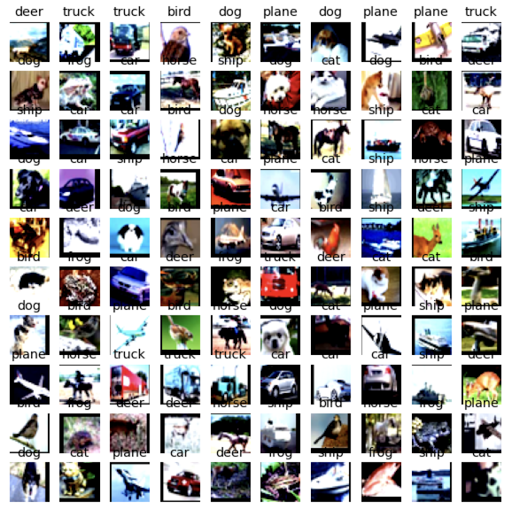 deer truck truck bird dog plane dog plane plane truck
dog frog car horse ship dog cat dog bird deer
ship car car bird dog horse horse ship cat car
dog car ship horse car plane cat ship horse plane
car deer dog bird plane car bird ship deer ship
bird frog car deer frog truck deer cat cat bird
dog bird plane bird horse dog cat plane ship plane
plane horse truck truck truck car car car ship deer
bird frog deer deer horse ship bird horse frog plane
dog cat plane car deer frog ship frog ship cat